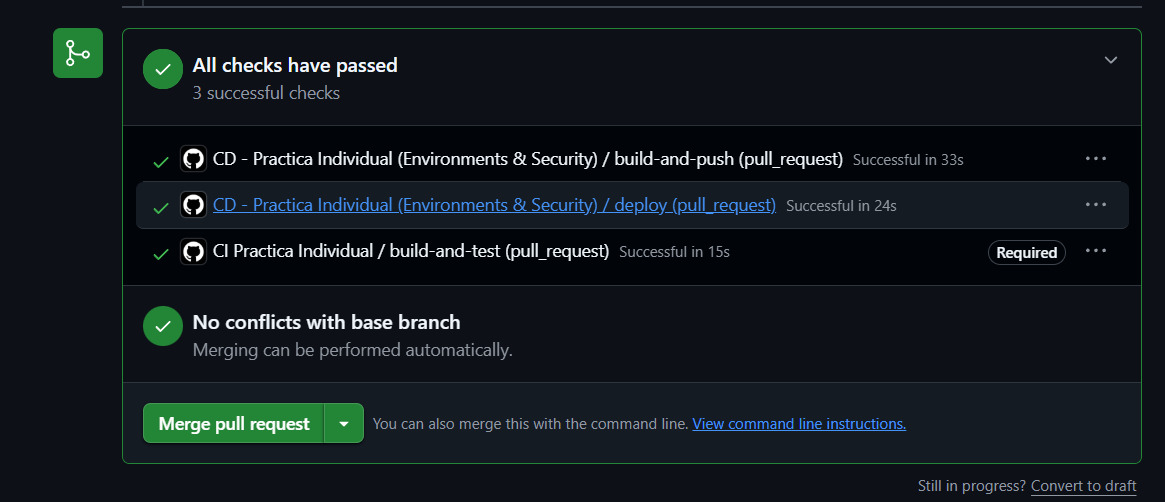 All checks have passed
3 successful checks
CD - Practica Individual (Environments & Security) / build-and-push (pull_request) Successful in 33s
CD - Practica Individual (Environments & Security) / deploy (pull_request) Successful in 24s
CI Practica Individual / build-and-test (pull_request) Successful in 15s Required
No conflicts with base branch
Merging can be performed automatically.
Merge pull request You can also merge this with the command line. View command line instructions.
Still in progress? Convert to draft